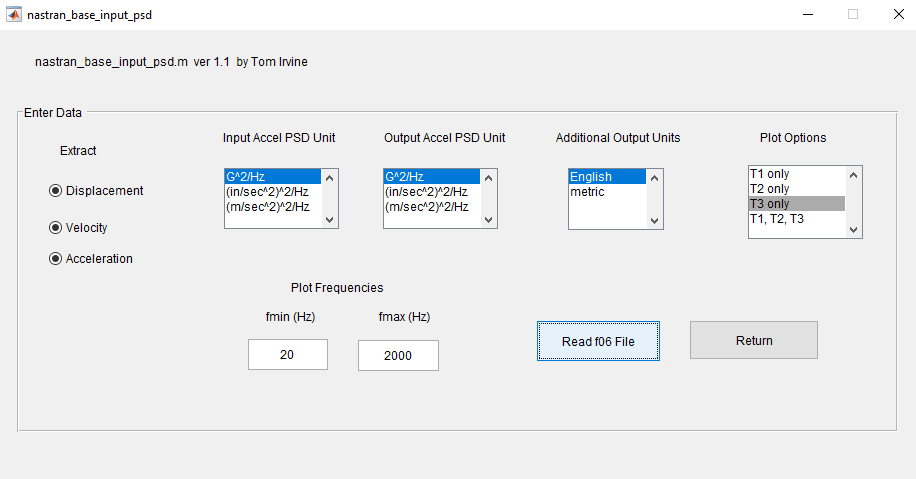 nastran_base_input_psd
nastran_base_input_psd.m ver 1.1 by Tom Irvine
Enter Data
Extract
Displacement
Velocity
Acceleration
Input Accel PSD Unit
G^2/Hz
(in/sec^2)^2/Hz
(m/sec^2)^2/Hz
Output Accel PSD Unit
G^2/Hz
(in/sec^2)^2/Hz
(m/sec^2)^2/Hz
Additional Output Units
English
metric
Plot Options
T1 only
T2 only
T3 only
T1, T2, T3
Plot Frequencies
fmin (Hz)
20
fmax (Hz)
2000
Read f06 File
Return